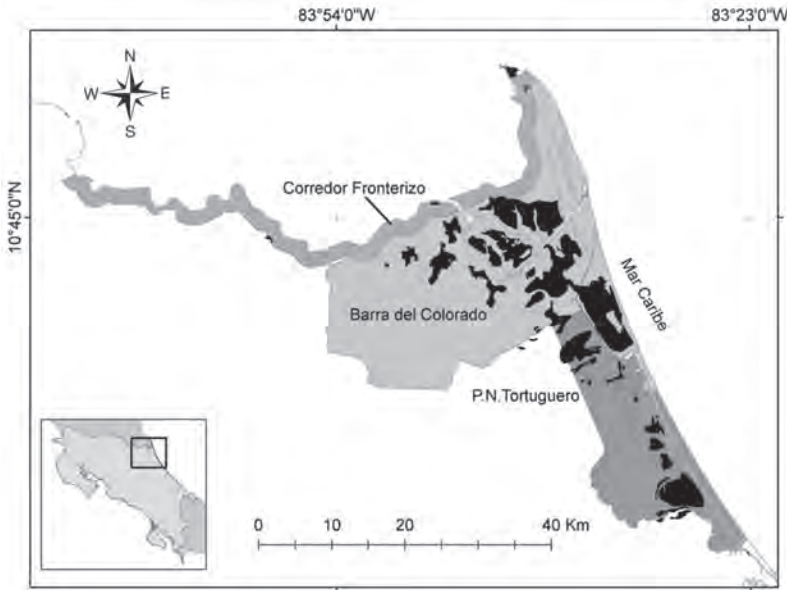 83°54'0"W
83°23'0"W
N
W
E
S
Corredor Fronterizo
10°45'0"N
Mar Caribe
Barra del Colorado
P.N.Tortuguero
0
10
20
40 Km